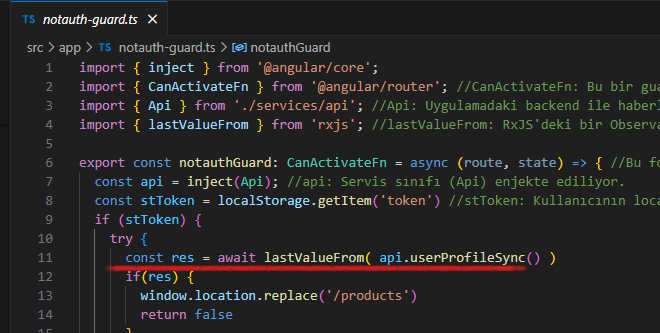 TS notauth-guard.ts ×
src > app > TS notauth-guard.ts > notauthGuard
1 import { inject } from '@angular/core';
2 import { CanActivateFn } from '@angular/router'; //CanActivateFn: Bu bir
3 import { Api } from './services/api'; //Api: Uygulamadaki backend ile
4 import { lastValueFrom } from 'rxjs'; //lastValueFrom: RxJS'deki bir
5
6 export const notauthGuard: CanActivateFn = async (route, state) => { //Bu
7 const api = inject(Api); //api: Servis sınıfı (Api) enjekte ediliyor.
8 const stToken = localStorage.getItem('token') //stToken: Kullanıcının
9 if (stToken) {
10 try {
11 const res = await lastValueFrom( api.userProfileSync() )
12 if(res) {
13 window.location.replace('/products')
14 return false